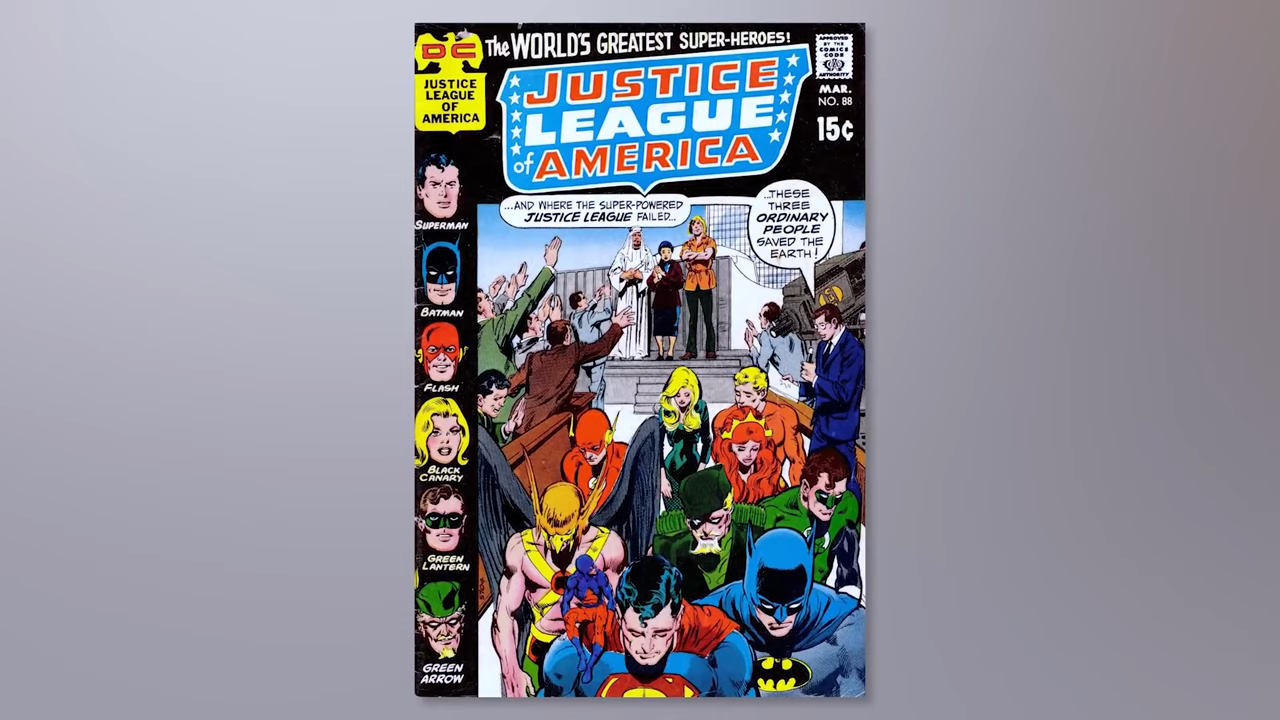 DC
JUSTICE
LEAGUE
OF
AMERICA
The WORLD'S GREATEST SUPER-HEROES!
JUSTICE
LEAGUE
of AMERICA
APPROVED
BY THE
COMICS
CODE
AUTHORITY
MAR.
NO. 88
15¢
...AND WHERE THE SUPER-POWERED
JUSTICE LEAGUE FAILED...
...THESE
THREE
ORDINARY
PEOPLE
SAVED THE
EARTH!
SUPERMAN
BATMAN
FLASH
BLACK
CANARY
GREEN
LANTERN
GREEN
ARROW